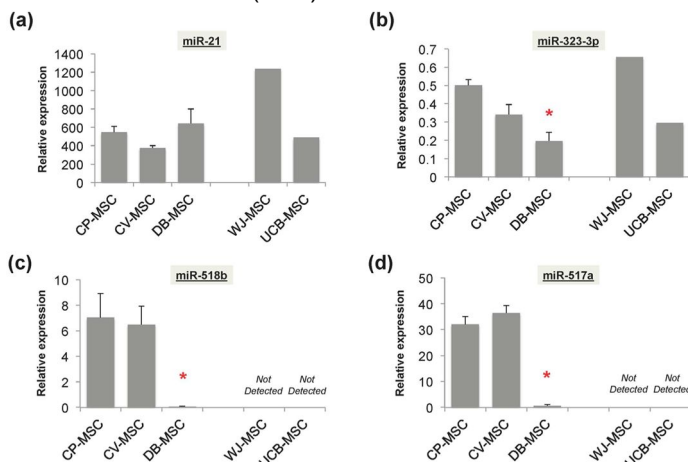 (a)
miR-21
Relative expression
1400
1200
1000
800
600
400
200
0
CP-MSC
CV-MSC
DB-MSC
WJ-MSC
UCB-MSC
(b)
miR-323-3p
Relative expression
0.7
0.6
0.5
0.4
0.3
0.2
0.1
0
*
CP-MSC
CV-MSC
DB-MSC
WJ-MSC
UCB-MSC
(c)
miR-518b
Relative expression
10
8
6
4
2
0
*
Not
Detected
Not
Detected
CP-MSC
CV-MSC
DB-MSC
WJ-MSC
UCB-MSC
(d)
miR-517a
Relative expression
50
40
30
20
10
0
*
Not
Detected
Not
Detected
CP-MSC
CV-MSC
DB-MSC
WJ-MSC
UCB-MSC